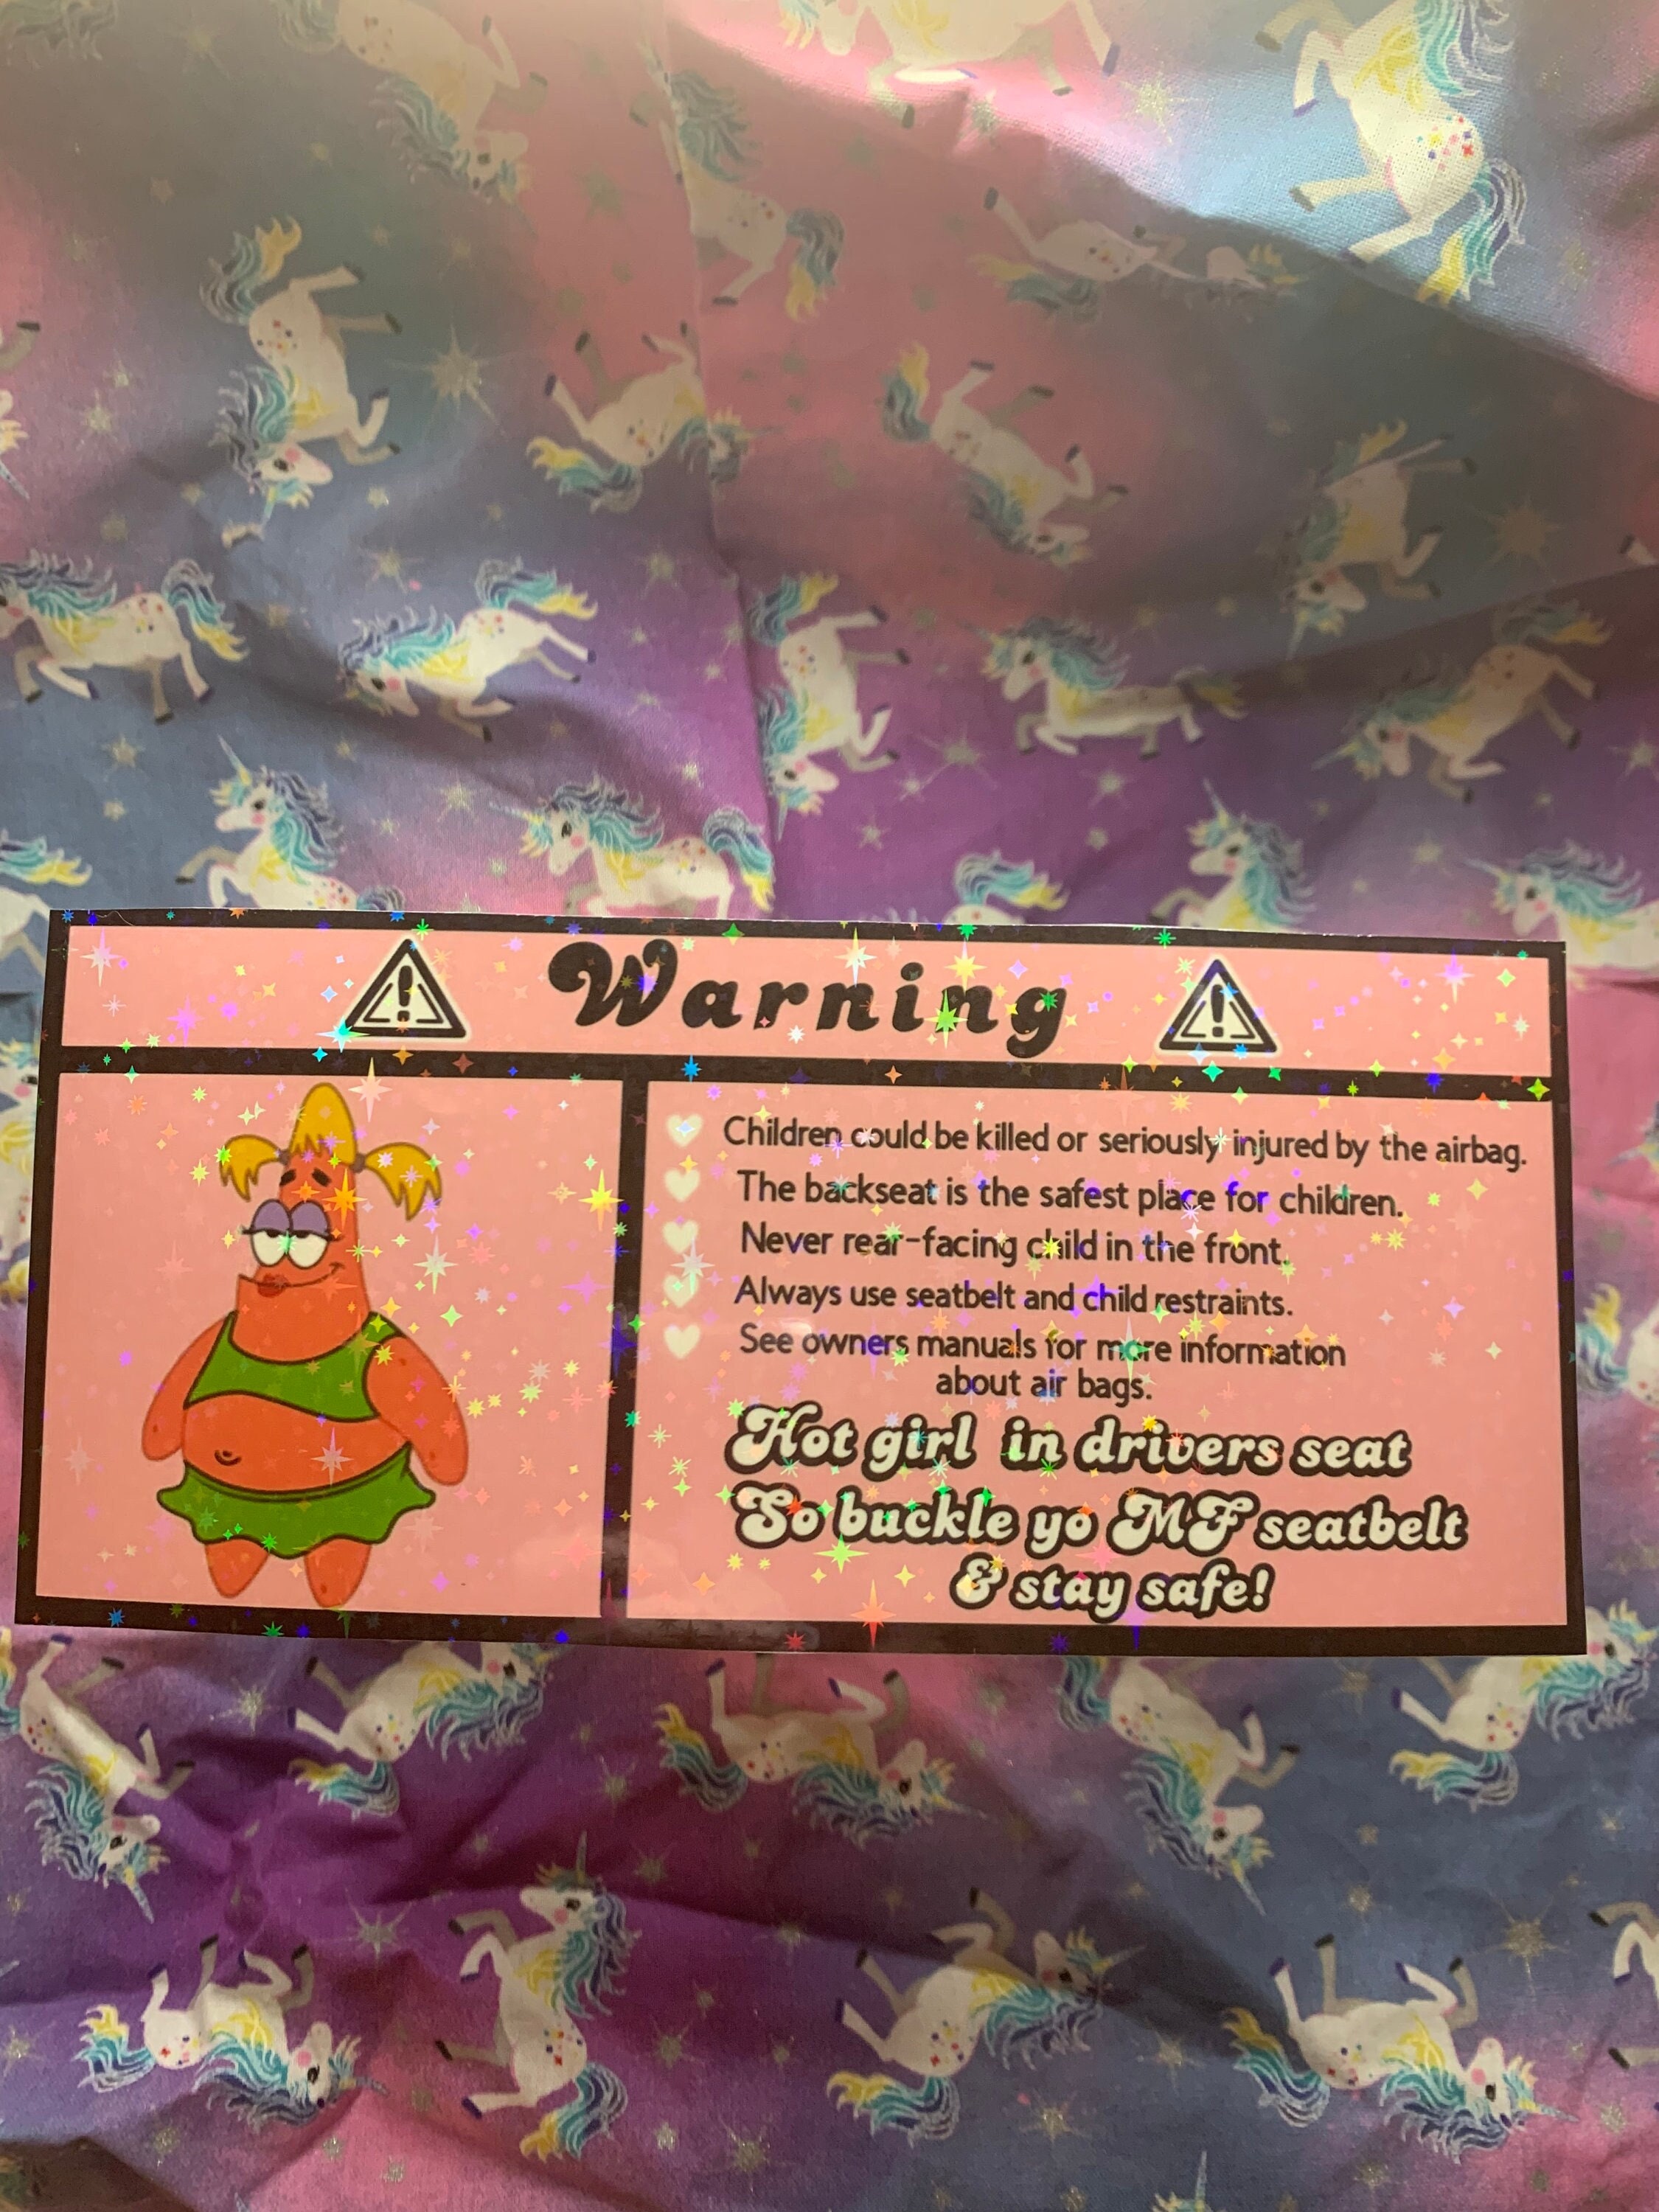 Warning
Children could be killed or seriously injured by the airbag.
The backseat is the safest place for children.
Never rear-facing child in the front.
Always use seatbelt and child restraints.
See owners manuals for more information
about air bags.
Hot girl in drivers seat
So buckle yo MF seatbelt
& stay safe!